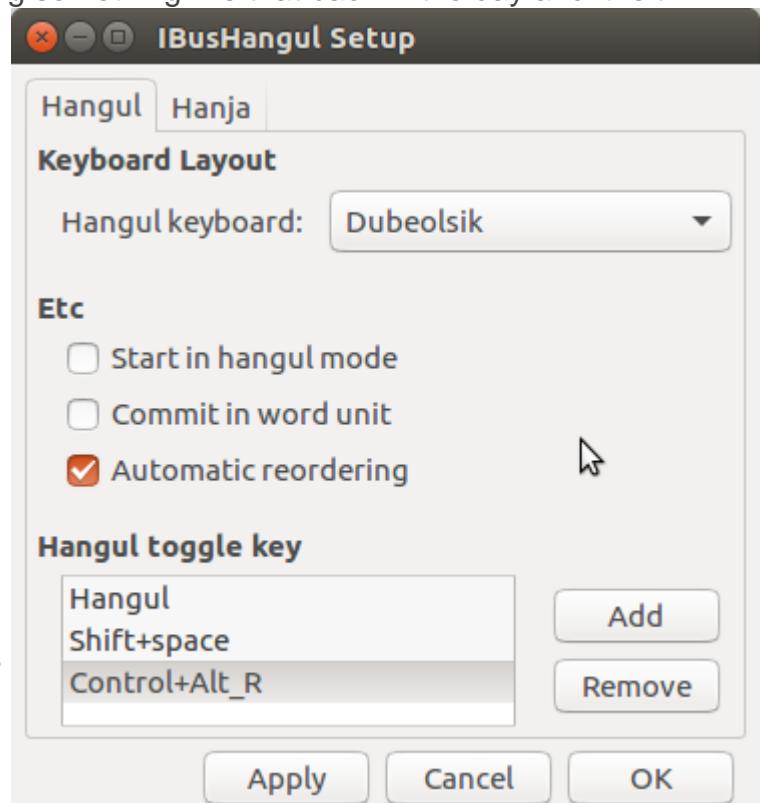 IBusHangul Setup
Hangul Hanja
Keyboard Layout
Hangul keyboard: Dubeolsik
Etc
Start in hangul mode
Commit in word unit
Automatic reordering
Hangul toggle key
Hangul
Shift+space
Control+Alt_R
Add
Remove
Apply Cancel OK